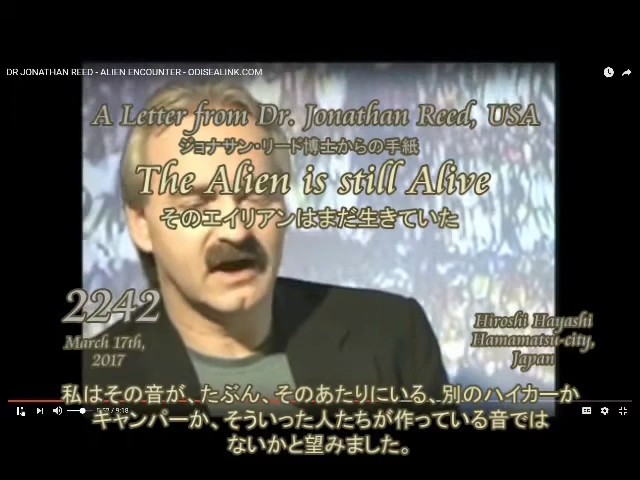 DR JONATHAN REED - ALIEN ENCOUNTER - ODISEALINK.COM
A Letter from Dr. Jonathan Reed, USA
ジョナサン・リード博士からの手紙
The Alien is still Alive
そのエイリアンはまだ生きていた
2242
March 17th,
2017
Hiroshi Hayashi
Hamamatsu-city,
Japan
私はその音が、たぶん、そのあたりにいる、別のハイカーか
キャンパーか、そういった人たちが作っている音では
ないかと望みました。